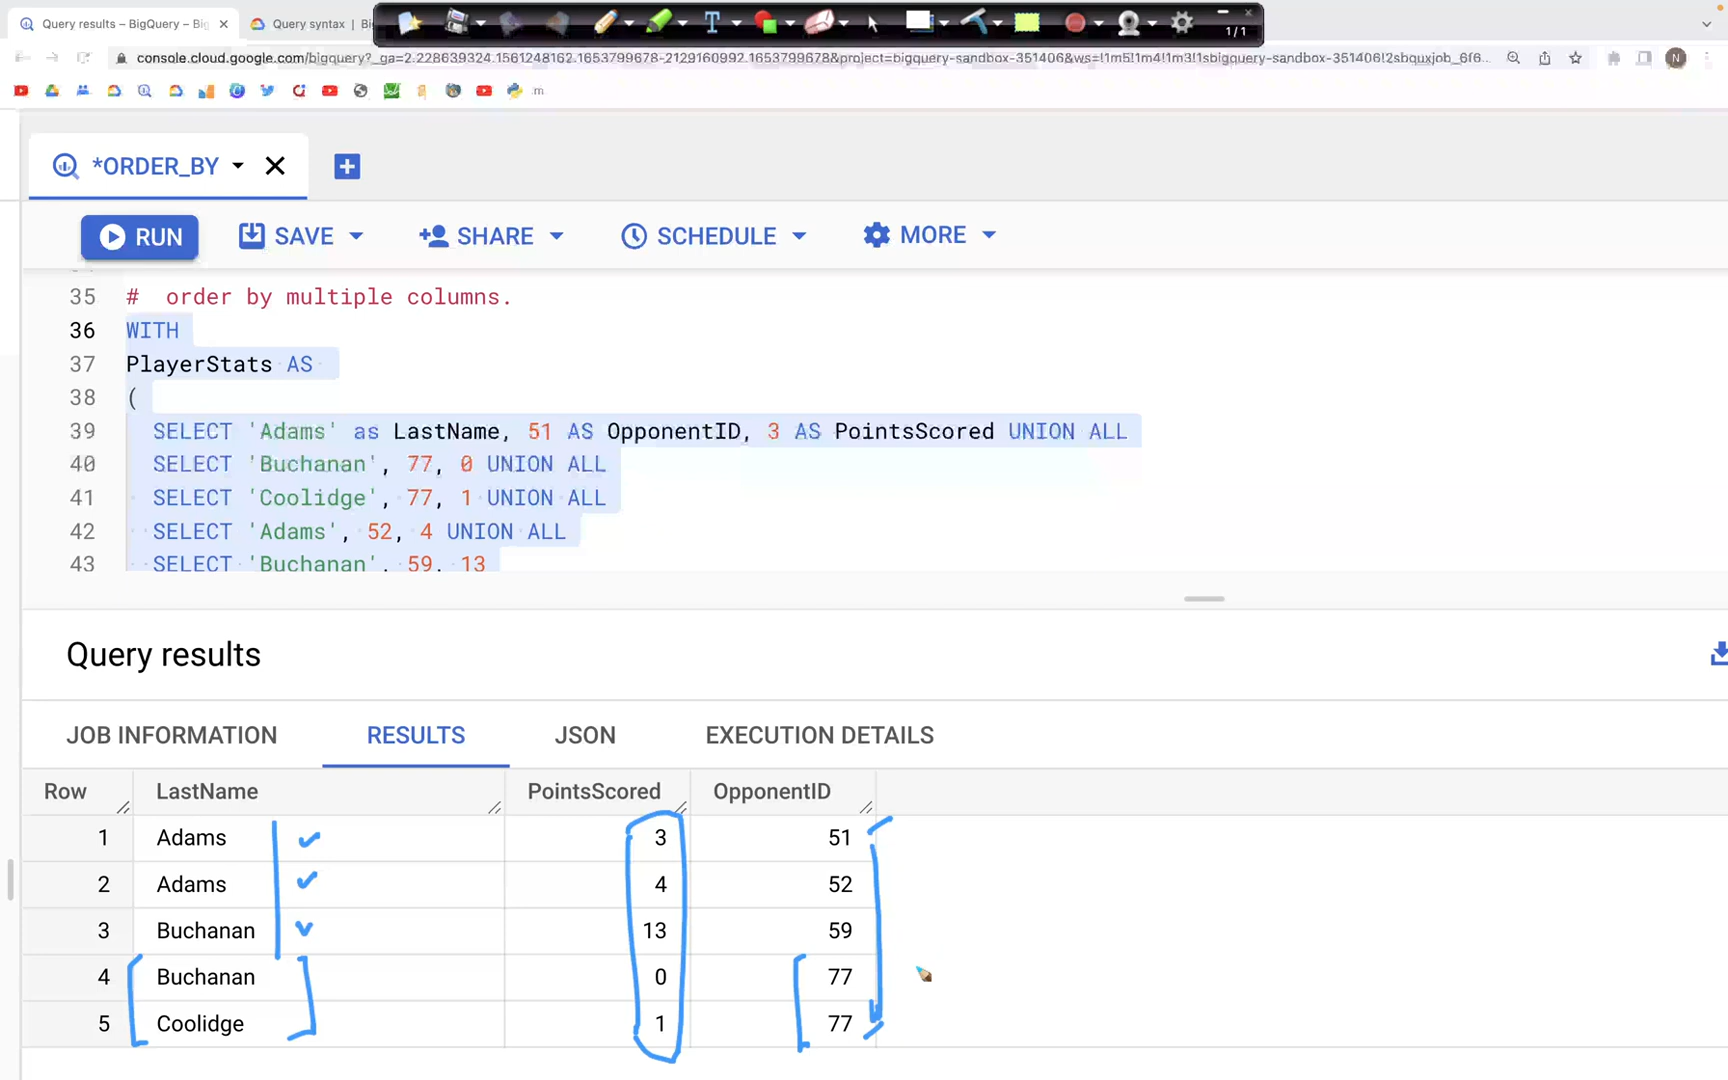 Query results – BigQuery – Big
Query syntax | Bi
1/1
console.cloud.google.com/bigquery?_ga=2.228639324.1561248162.1653799678-2129160992.1653799678&project=bigquery-sandbox-351406&ws=!1m5!1m4!1m3!1sbigquery-sandbox-351406!2sbquxjob_6f6...
N
.m
*ORDER_BY
RUN SAVE SHARE SCHEDULE MORE
35 # order by multiple columns.
36 WITH
37 PlayerStats AS
38 (
39 SELECT 'Adams' as LastName, 51 AS OpponentID, 3 AS PointsScored UNION ALL
40 SELECT 'Buchanan', 77, 0 UNION ALL
41 SELECT 'Coolidge', 77, 1 UNION ALL
42 SELECT 'Adams', 52, 4 UNION ALL
43 SELECT 'Buchanan', 59, 13
Query results
JOB INFORMATION RESULTS JSON EXECUTION DETAILS
Row LastName PointsScored OpponentID
1 Adams 3 51
2 Adams 4 52
3 Buchanan 13 59
4 Buchanan 0 77
5 Coolidge 1 77